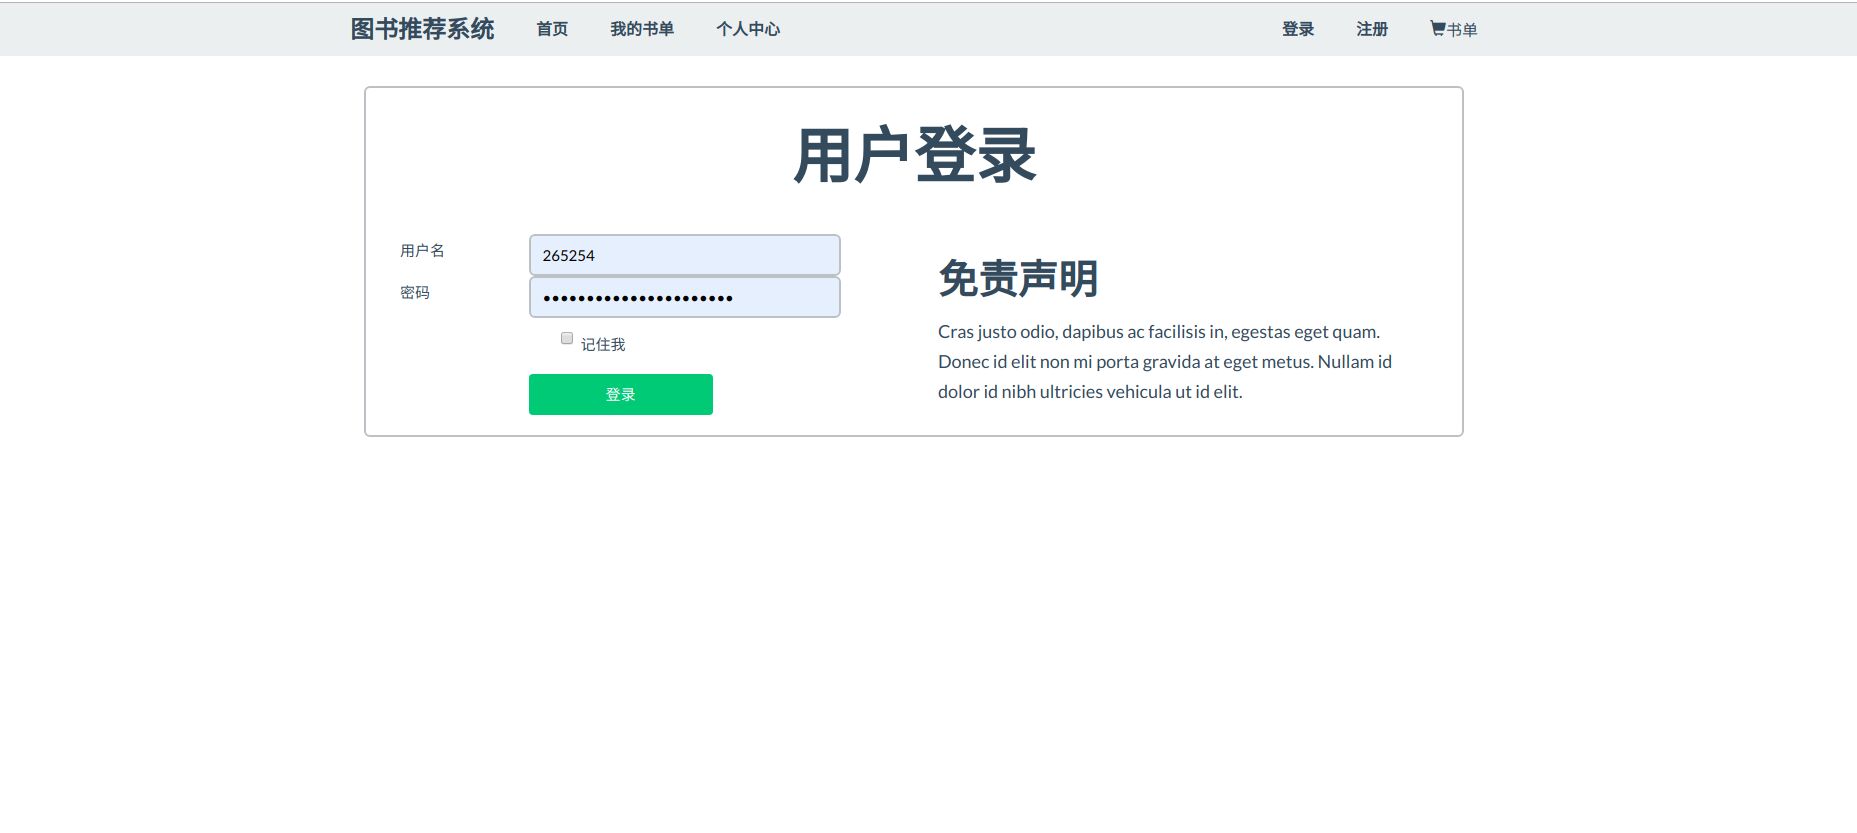 图书推荐系统 首页 我的书单 个人中心 登录 注册 书单
用户登录
用户名 265254
密码 ••••••••••••••••••••••
记住我
登录
免责声明
Cras justo odio, dapibus ac facilisis in, egestas eget quam.
Donec id elit non mi porta gravida at eget metus. Nullam id
dolor id nibh ultricies vehicula ut id elit.